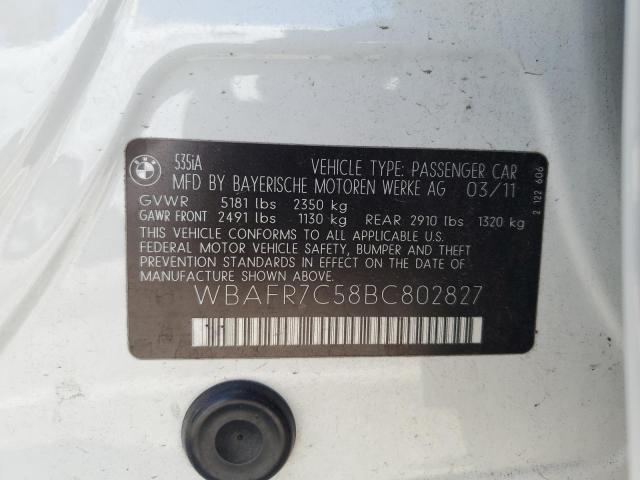 BMW
535iA
VEHICLE TYPE: PASSENGER CAR
MFD BY BAYERISCHE MOTOREN WERKE AG 03/11
GVWR 5181 lbs 2350 kg
GAWR FRONT 2491 lbs 1130 kg REAR 2910 lbs 1320 kg
THIS VEHICLE CONFORMS TO ALL APPLICABLE U.S.
FEDERAL MOTOR VEHICLE SAFETY, BUMPER AND THEFT
PREVENTION STANDARDS IN EFFECT ON THE DATE OF
MANUFACTURE SHOWN ABOVE.
WBAFR7C58BC802827
2 122 606